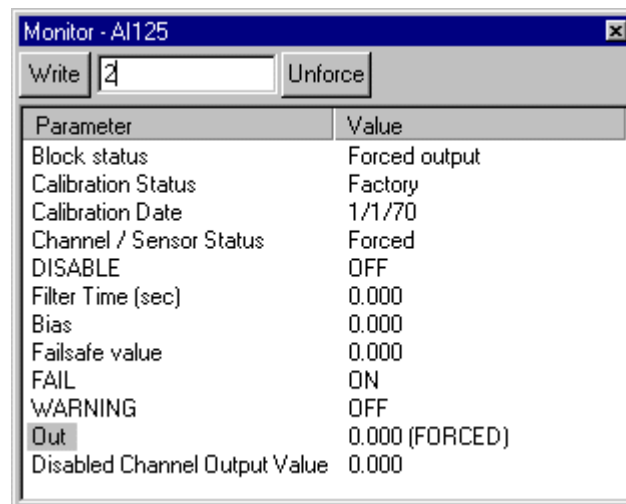 Monitor - AI125
Write 2 Unforce
Parameter Value
Block status Forced output
Calibration Status Factory
Calibration Date 1/1/70
Channel / Sensor Status Forced
DISABLE OFF
Filter Time (sec) 0.000
Bias 0.000
Failsafe value 0.000
FAIL ON
WARNING OFF
Out 0.000 (FORCED)
Disabled Channel Output Value 0.000